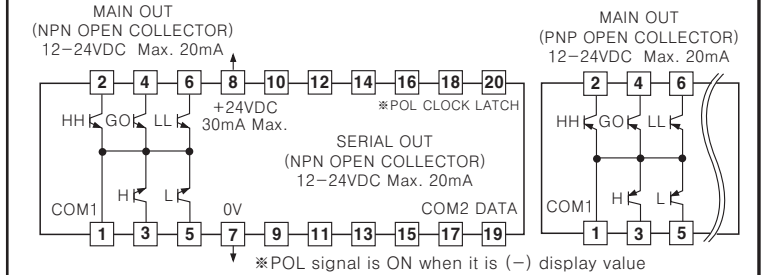 MAIN OUT
(NPN OPEN COLLECTOR)
12-24VDC Max. 20mA
2 4 6 8 10 12 14 16 18 20
+24VDC
30mA Max.
※POL CLOCK LATCH
HH GO LL
SERIAL OUT
(NPN OPEN COLLECTOR)
12-24VDC Max. 20mA
H L
COM1 0V COM2 DATA
1 3 5 7 9 11 13 15 17 19
※POL signal is ON when it is (-) display value
MAIN OUT
(PNP OPEN COLLECTOR)
12-24VDC Max. 20mA
2 4 6
HH GO LL
H L
COM1
1 3 5